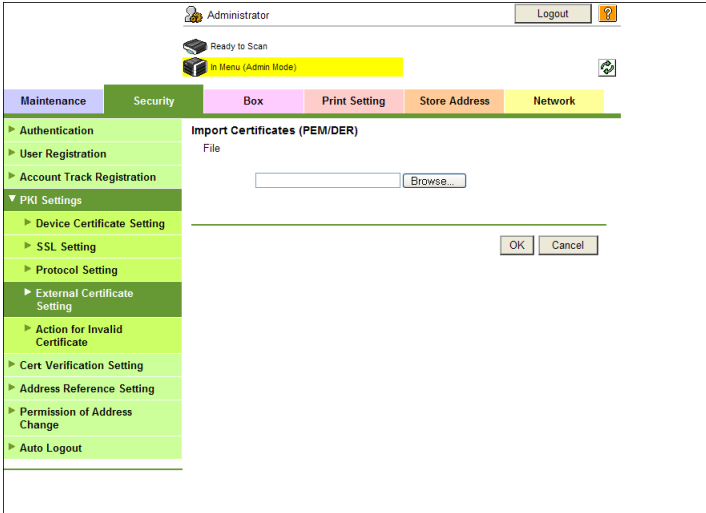 Administrator
Logout
?
Ready to Scan
In Menu (Admin Mode)
Maintenance
Security
Box
Print Setting
Store Address
Network
Authentication
User Registration
Account Track Registration
PKI Settings
Device Certificate Setting
SSL Setting
Protocol Setting
External Certificate
Setting
Action for Invalid
Certificate
Cert Verification Setting
Address Reference Setting
Permission of Address
Change
Auto Logout
Import Certificates (PEM/DER)
File
Browse...
OK
Cancel